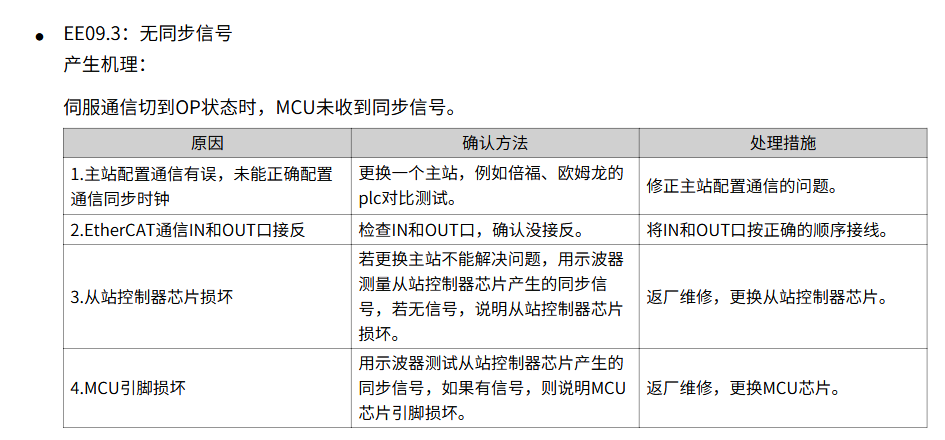 ● EE09.3：无同步信号
产生机理：
伺服通信切到OP状态时，MCU未收到同步信号。
原因 确认方法 处理措施
1.主站配置通信有误，未能正确配置
通信同步时钟
更换一个主站，例如倍福、欧姆龙的
plc对比测试。
修正主站配置通信的问题。
2.EtherCAT通信IN和OUT口接反
检查IN和OUT口，确认没接反。
将IN和OUT口按正确的顺序接线。
3.从站控制器芯片损坏
若更换主站不能解决问题，用示波器
测量从站控制器芯片产生的同步信
号，若无信号，说明从站控制器芯片
损坏。
返厂维修，更换从站控制器芯片。
4.MCU引脚损坏
用示波器测试从站控制器芯片产生的
同步信号，如果有信号，则说明MCU
芯片引脚损坏。
返厂维修，更换MCU芯片。